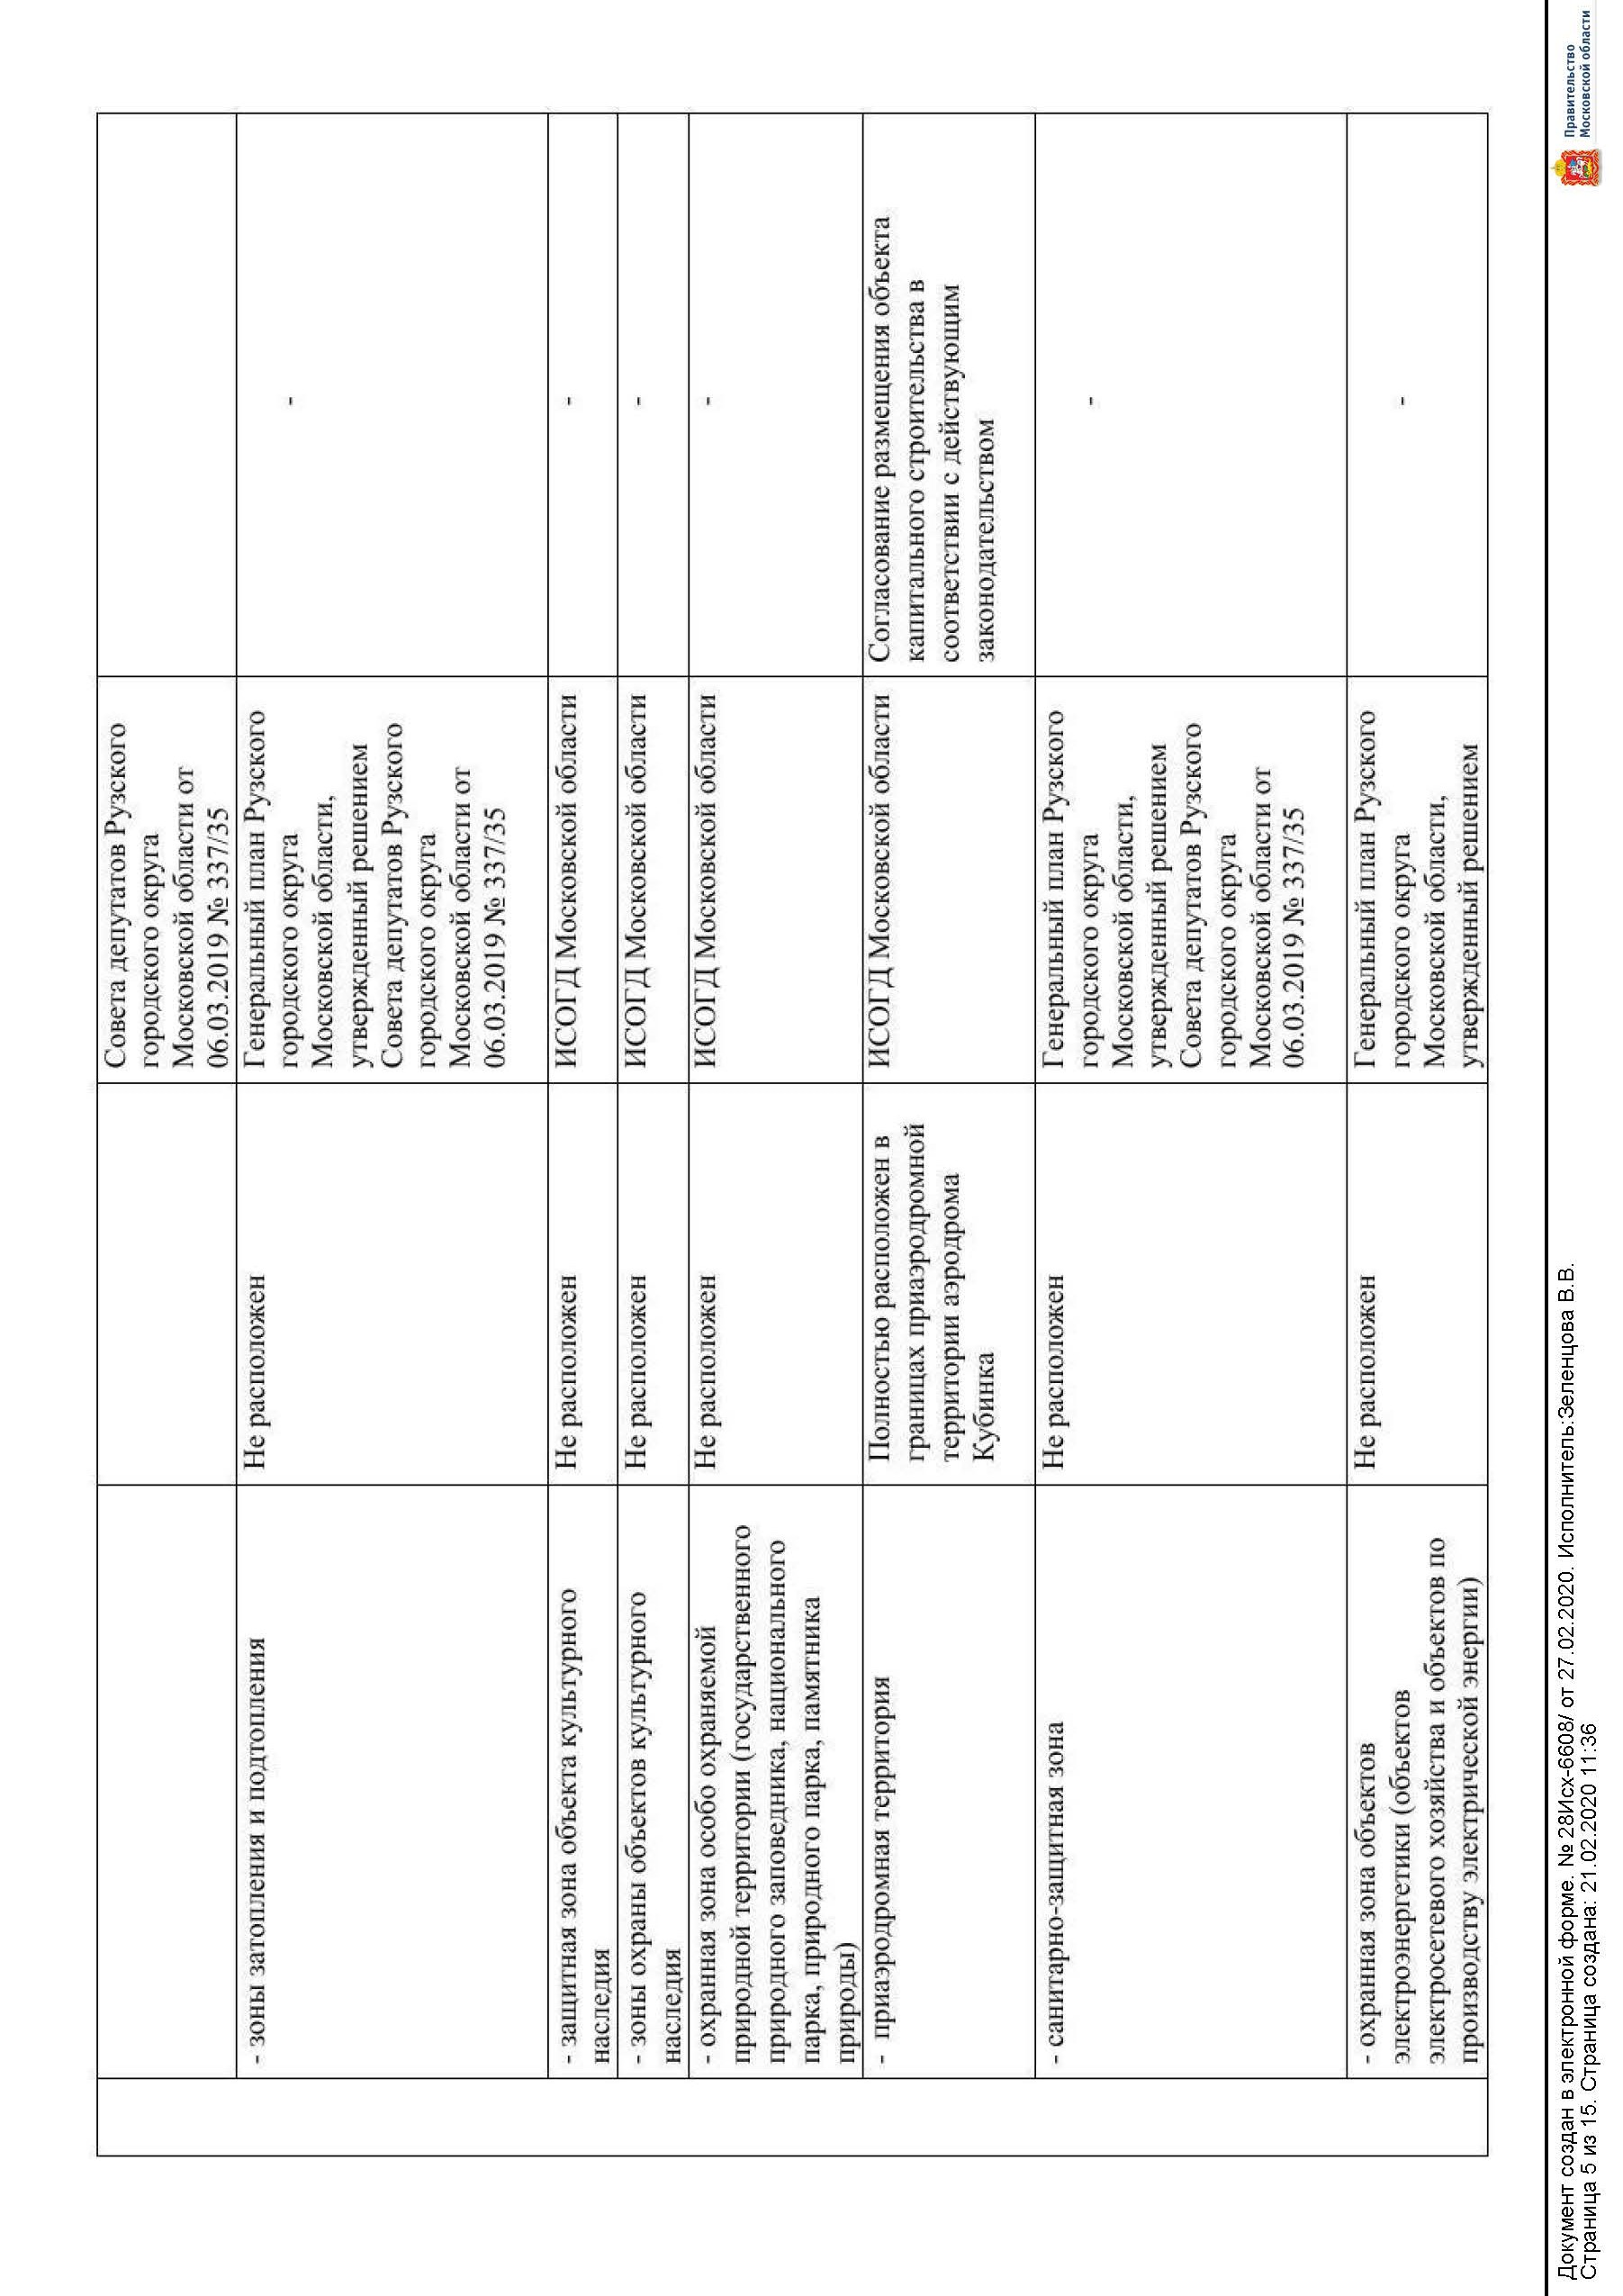 Совета депутатов Рузского
городского округа
Московской области от
06.03.2019 № 337/35
- зоны затопления и подтопления
Не расположен
Генеральный план Рузского
городского округа
Московской области,
утвержденный решением
Совета депутатов Рузского
городского округа
Московской области от
06.03.2019 № 337/35
-
- защитная зона объекта культурного
наследия
Не расположен
ИСОГД Московской области
-
- зоны охраны объектов культурного
наследия
Не расположен
ИСОГД Московской области
-
- охранная зона особо охраняемой
природной территории (государственного
природного заповедника, национального
парка, природного парка, памятника
природы)
Не расположен
ИСОГД Московской области
-
- приаэродромная территория
Полностью расположен в
границах приаэродромной
территории аэродрома
Кубинка
ИСОГД Московской области
Согласование размещения объекта
капитального строительства в
соответствии с действующим
законодательством
- санитарно-защитная зона
Не расположен
Генеральный план Рузского
городского округа
Московской области,
утвержденный решением
Совета депутатов Рузского
городского округа
Московской области от
06.03.2019 № 337/35
-
- охранная зона объектов
электроэнергетики (объектов
электросетевого хозяйства и объектов по
производству электрической энергии)
Не расположен
Генеральный план Рузского
городского округа
Московской области,
утвержденный решением
-
Документ создан в электронной форме. № 28Исх-6608/ от 27.02.2020. Исполнитель:Зеленцова В.В.
Страница 5 из 15. Страница создана: 21.02.2020 11:36
Правительство
Московской области